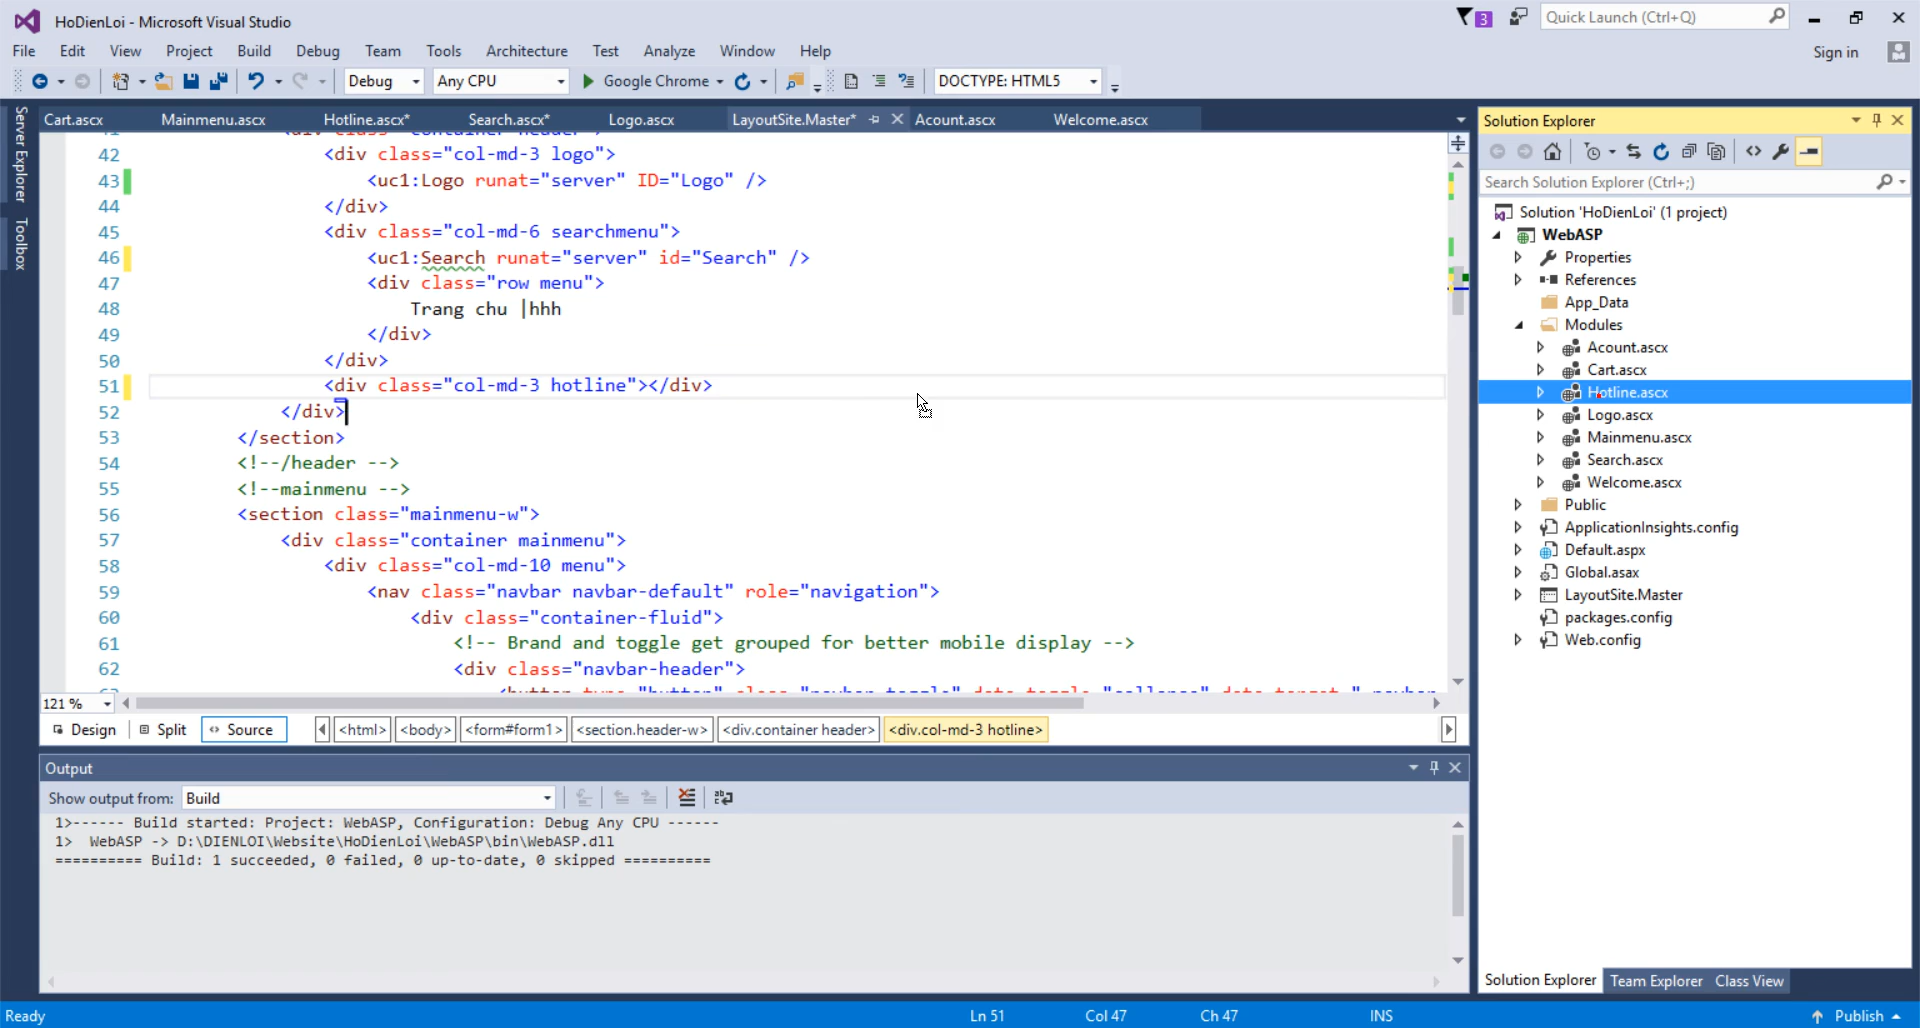 HoDienLoi - Microsoft Visual Studio
3
Quick Launch (Ctrl+Q)
File Edit View Project Build Debug Team Tools Architecture Test Analyze Window Help
Sign in
Debug Any CPU Google Chrome DOCTYPE: HTML5
Server Explorer
Toolbox
Cart.ascx Mainmenu.ascx Hotline.ascx* Search.ascx* Logo.ascx LayoutSite.Master* Acount.ascx Welcome.ascx
42 <div class="col-md-3 logo">
43 <uc1:Logo runat="server" ID="Logo" />
44 </div>
45 <div class="col-md-6 searchmenu">
46 <uc1:Search runat="server" id="Search" />
47 <div class="row menu">
48 Trang chu |hhh
49 </div>
50 </div>
51 <div class="col-md-3 hotline"></div>
52 </div>
53 </section>
54 <!--/header -->
55 <!--mainmenu -->
56 <section class="mainmenu-w">
57 <div class="container mainmenu">
58 <div class="col-md-10 menu">
59 <nav class="navbar navbar-default" role="navigation">
60 <div class="container-fluid">
61 <!-- Brand and toggle get grouped for better mobile display -->
62 <div class="navbar-header">
121 %
Design Split Source <html> <body> <form#form1> <section.header-w> <div.container header> <div.col-md-3 hotline>
Output
Show output from: Build
1>------ Build started: Project: WebASP, Configuration: Debug Any CPU ------
1> WebASP -> D:\DIENLOI\Website\HoDienLoi\WebASP\bin\WebASP.dll
========== Build: 1 succeeded, 0 failed, 0 up-to-date, 0 skipped ==========
Solution Explorer
Search Solution Explorer (Ctrl+;)
Solution 'HoDienLoi' (1 project)
WebASP
Properties
References
App_Data
Modules
Acount.ascx
Cart.ascx
Hotline.ascx
Logo.ascx
Mainmenu.ascx
Search.ascx
Welcome.ascx
Public
ApplicationInsights.config
Default.aspx
Global.asax
LayoutSite.Master
packages.config
Web.config
Solution Explorer Team Explorer Class View
Ready Ln 51 Col 47 Ch 47 INS Publish